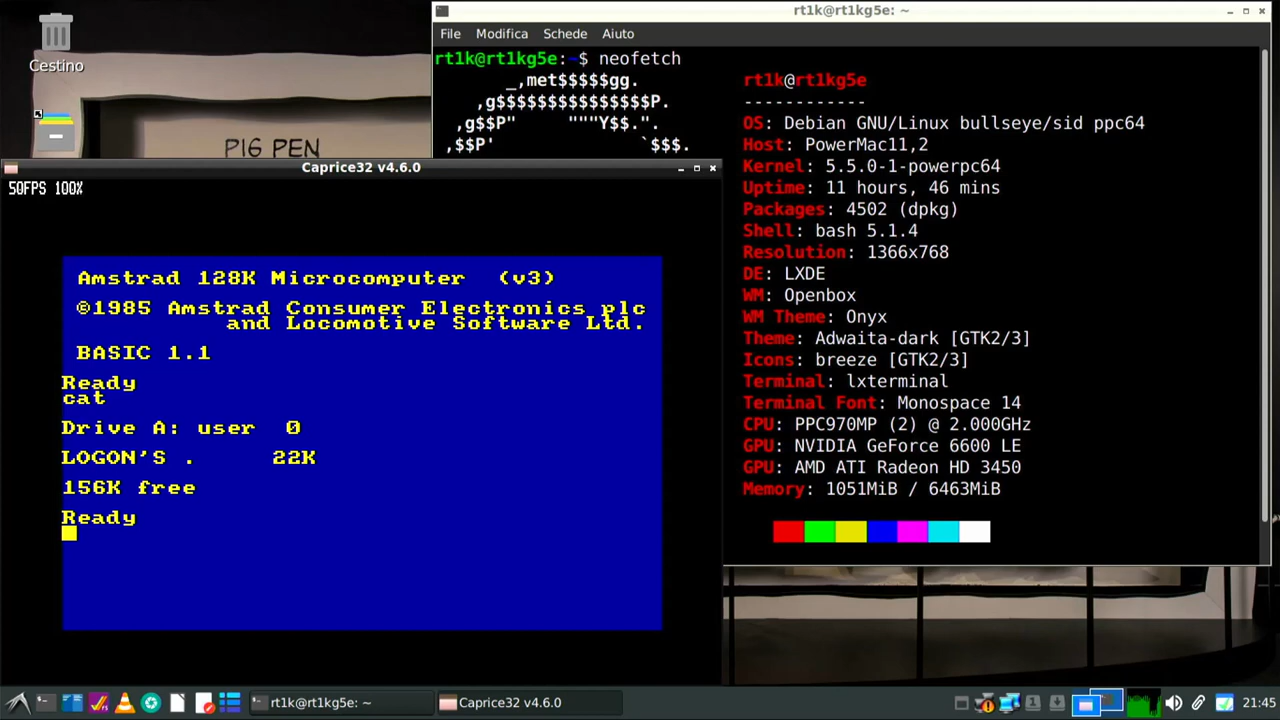 Cestino
PIG PEN
rt1k@rt1kg5e: ~
File Modifica Schede Aiuto
rt1k@rt1kg5e:~$ neofetch
_,met$$$$$gg.
,g$$$$$$$$$$$$$$$P.
,g$$P" """Y$$.".
,$$P' `$$$.
rt1k@rt1kg5e
------------
OS: Debian GNU/Linux bullseye/sid ppc64
Host: PowerMac11,2
Kernel: 5.5.0-1-powerpc64
Uptime: 11 hours, 46 mins
Packages: 4502 (dpkg)
Shell: bash 5.1.4
Resolution: 1366x768
DE: LXDE
WM: Openbox
WM Theme: Onyx
Theme: Adwaita-dark [GTK2/3]
Icons: breeze [GTK2/3]
Terminal: lxterminal
Terminal Font: Monospace 14
CPU: PPC970MP (2) @ 2.000GHz
GPU: NVIDIA GeForce 6600 LE
GPU: AMD ATI Radeon HD 3450
Memory: 1051MiB / 6463MiB
Caprice32 v4.6.0
50FPS 100%
Amstrad 128K Microcomputer (v3)
©1985 Amstrad Consumer Electronics plc
and Locomotive Software Ltd.
BASIC 1.1
Ready
cat
Drive A: user 0
LOGON'S . 22K
156K free
Ready
rt1k@rt1kg5e: ~
Caprice32 v4.6.0
1
21:45